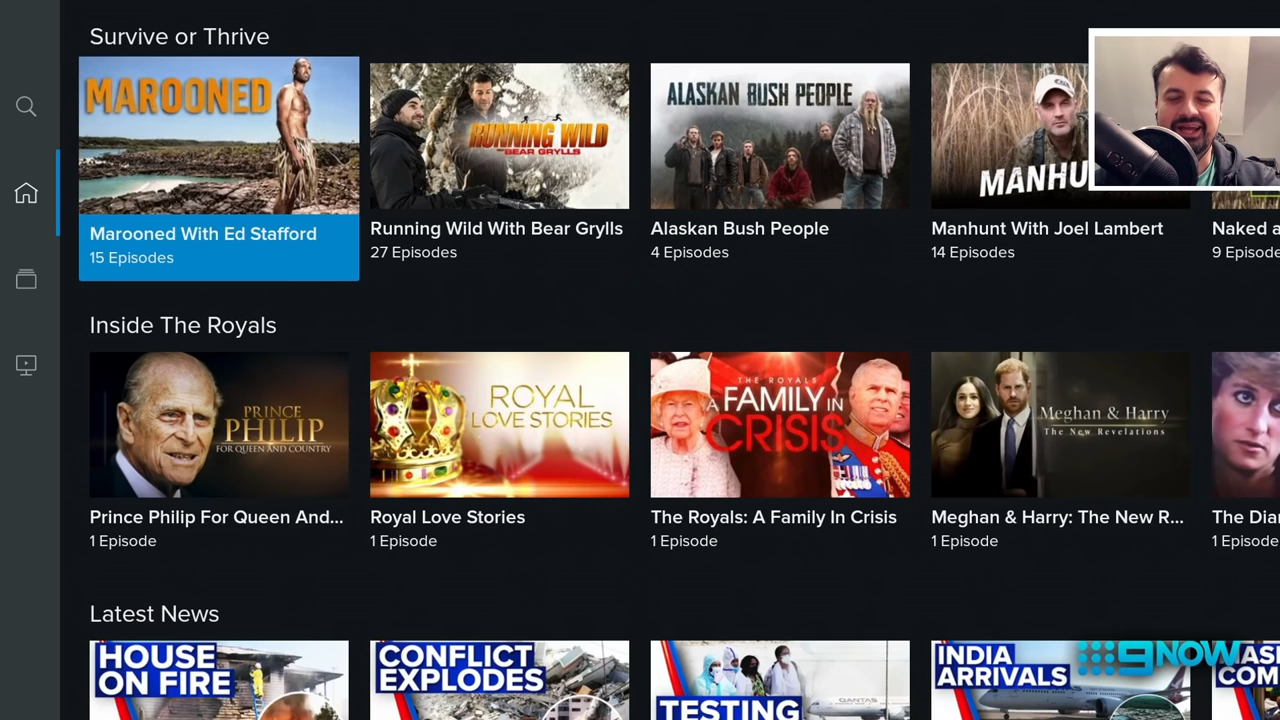 Survive or Thrive
MAROONED
RUNNING WILD
WITH BEAR GRYLLS
ALASKAN BUSH PEOPLE
MANHU
Marooned With Ed Stafford
15 Episodes
Running Wild With Bear Grylls
27 Episodes
Alaskan Bush People
4 Episodes
Manhunt With Joel Lambert
14 Episodes
Naked a
9 Episode
Inside The Royals
PRINCE
PHILIP
FOR QUEEN AND COUNTRY
ROYAL
LOVE STORIES
THE ROYALS
A FAMILY IN
CRISIS
Meghan & Harry
The New Revelations
Prince Philip For Queen And...
1 Episode
Royal Love Stories
1 Episode
The Royals: A Family In Crisis
1 Episode
Meghan & Harry: The New R...
1 Episode
The Dia
1 Episode
Latest News
HOUSE
ON FIRE
CONFLICT
EXPLODES
TESTING
QANTAS
INDIA
ARRIVALS
9NOW
COM